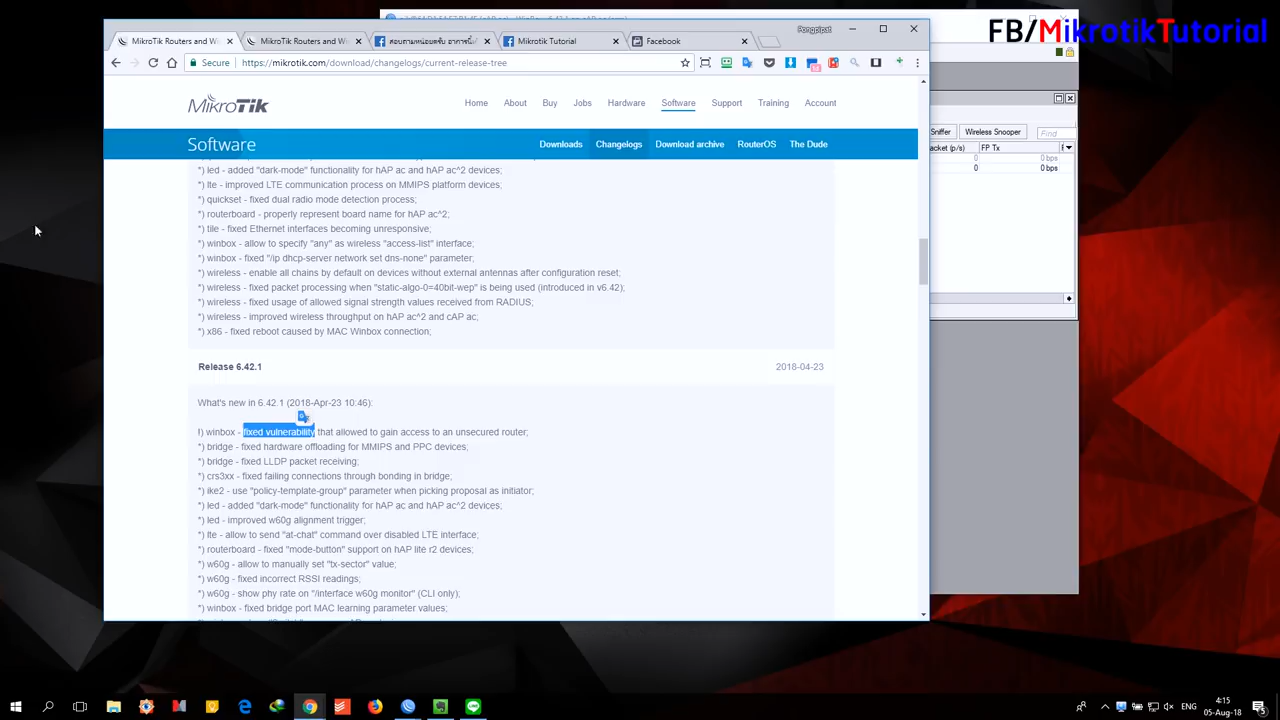 FB/MikrotikTutorial
Pongpipat
MikroTik Routers and Wi
MikroTik Routers and Wi
Mikrotik Tutorial
Facebook
Secure
https://mikrotik.com/download/changelogs/current-release-tree
MikroTik
Home
About
Buy
Jobs
Hardware
Software
Support
Training
Account
Software
Downloads
Changelogs
Download archive
RouterOS
The Dude
Sniffer
Wireless Snooper
Find
acket (p/s)
FP Tx
0
0 bps
0
0 bps
*) led - added "dark-mode" functionality for hAP ac and hAP ac^2 devices;
*) lte - improved LTE communication process on MMIPS platform devices;
*) quickset - fixed dual radio mode detection process;
*) routerboard - properly represent board name for hAP ac^2;
*) tile - fixed Ethernet interfaces becoming unresponsive;
*) winbox - allow to specify "any" as wireless "access-list" interface;
*) winbox - fixed "/ip dhcp-server network set dns-none" parameter;
*) wireless - enable all chains by default on devices without external antennas after configuration reset;
*) wireless - fixed packet processing when "static-algo-0=40bit-wep" is being used (introduced in v6.42);
*) wireless - fixed usage of allowed signal strength values received from RADIUS;
*) wireless - improved wireless throughput on hAP ac^2 and cAP ac;
*) x86 - fixed reboot caused by MAC Winbox connection;
Release 6.42.1
2018-04-23
What's new in 6.42.1 (2018-Apr-23 10:46):
!) winbox - fixed vulnerability that allowed to gain access to an unsecured router;
*) bridge - fixed hardware offloading for MMIPS and PPC devices;
*) bridge - fixed LLDP packet receiving;
*) crs3xx - fixed failing connections through bonding in bridge;
*) ike2 - use "policy-template-group" parameter when picking proposal as initiator;
*) led - added "dark-mode" functionality for hAP ac and hAP ac^2 devices;
*) led - improved w60g alignment trigger;
*) lte - allow to send "at-chat" command over disabled LTE interface;
*) routerboard - fixed "mode-button" support on hAP lite r2 devices;
*) w60g - allow to manually set "tx-sector" value;
*) w60g - fixed incorrect RSSI readings;
*) w60g - show phy rate on "/interface w60g monitor" (CLI only);
*) winbox - fixed bridge port MAC learning parameter values;
ENG
4:15
05-Aug-18